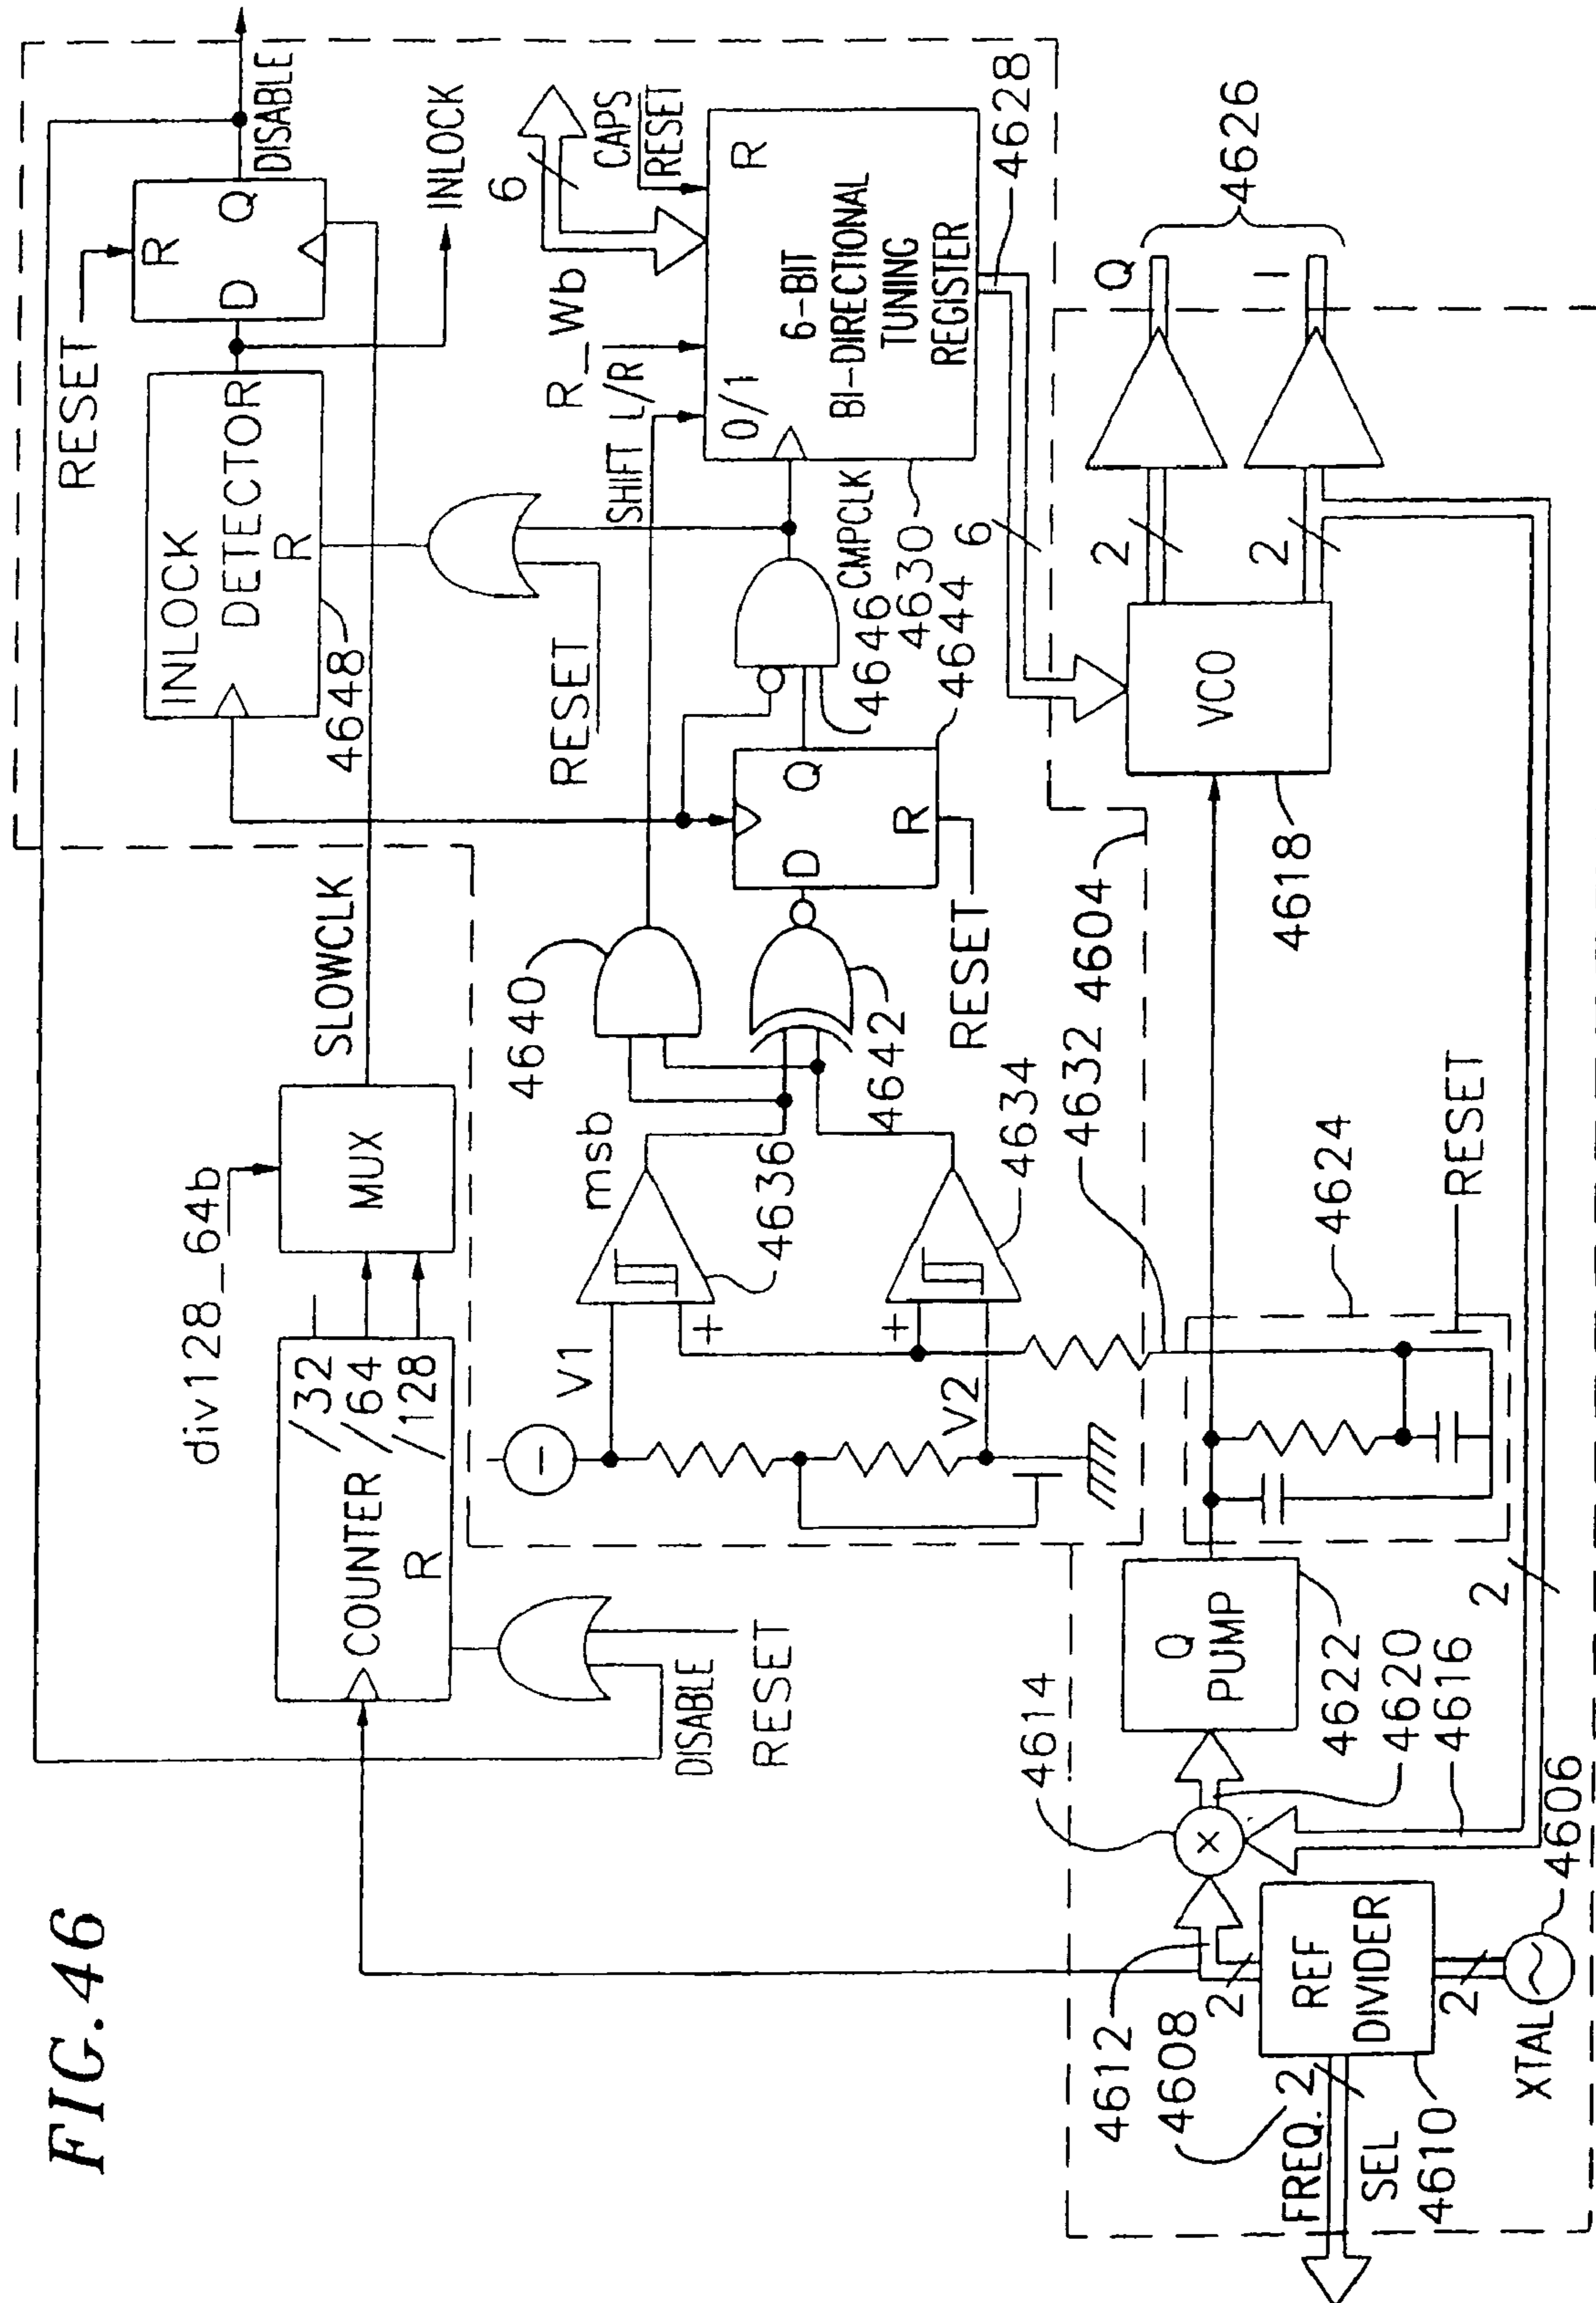 FIG. 46
RESET
R
D
Q
DISABLE
INLOCK
DETECTOR
R
4648
INLOCK
SLOWCLK
div128_64b
MUX
COUNTER
/32
/64
/128
R
DISABLE
RESET
RESET
SHIFT L/R
R_Wb
6
CAPS
RESET
0/1
R
6-BIT
BI-DIRECTIONAL
TUNING
REGISTER
CMPCLK
4646
4630
4644
6
4628
4640
msb
4636
4642
4634
4632
4604
D
Q
R
RESET
V1
V2
+
+
4624
RESET
VCO
4618
2
2
Q
I
4626
Q
PUMP
4622
4620
4616
4614
2
4612
4608
2
REF
DIVIDER
2
FREQ.
SEL
2
4610
XTAL
4606